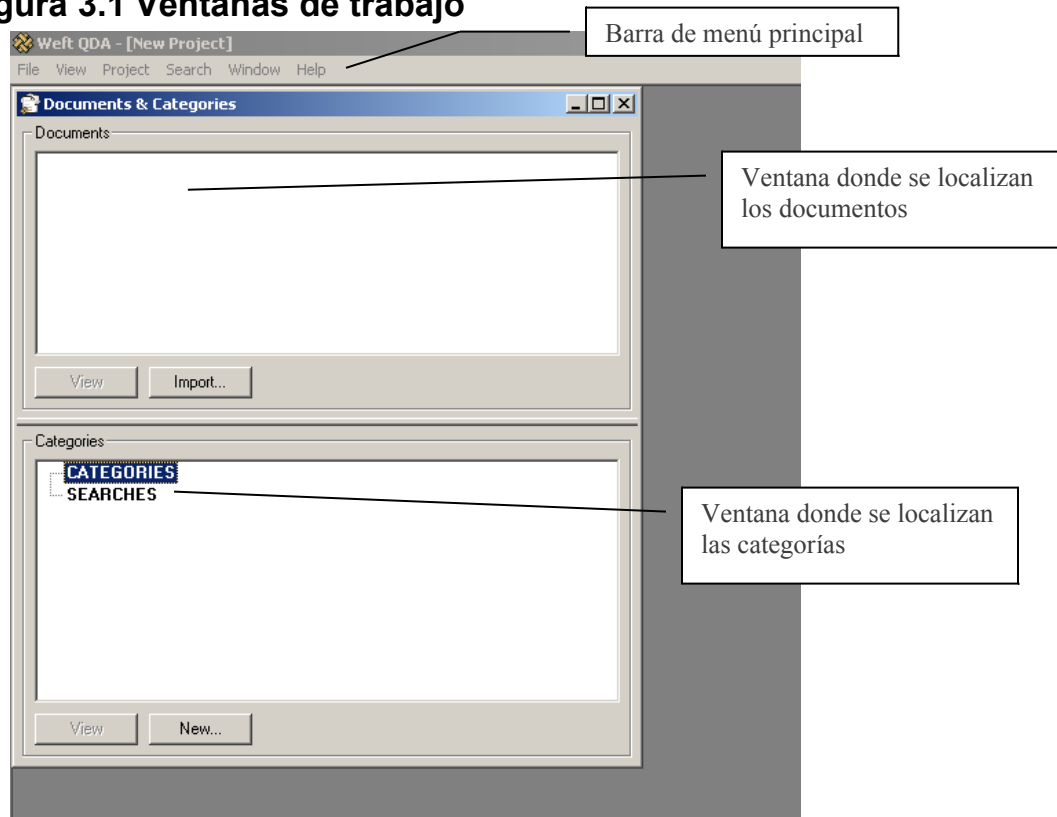 gura 3.1 Ventanas de trabajo
Barra de menú principal
Weft QDA - [New Project]
File View Project Search Window Help
Documents & Categories
Documents
Ventana donde se localizan
los documentos
View Import...
Categories
CATEGORIES
SEARCHES
Ventana donde se localizan
las categorías
View New...